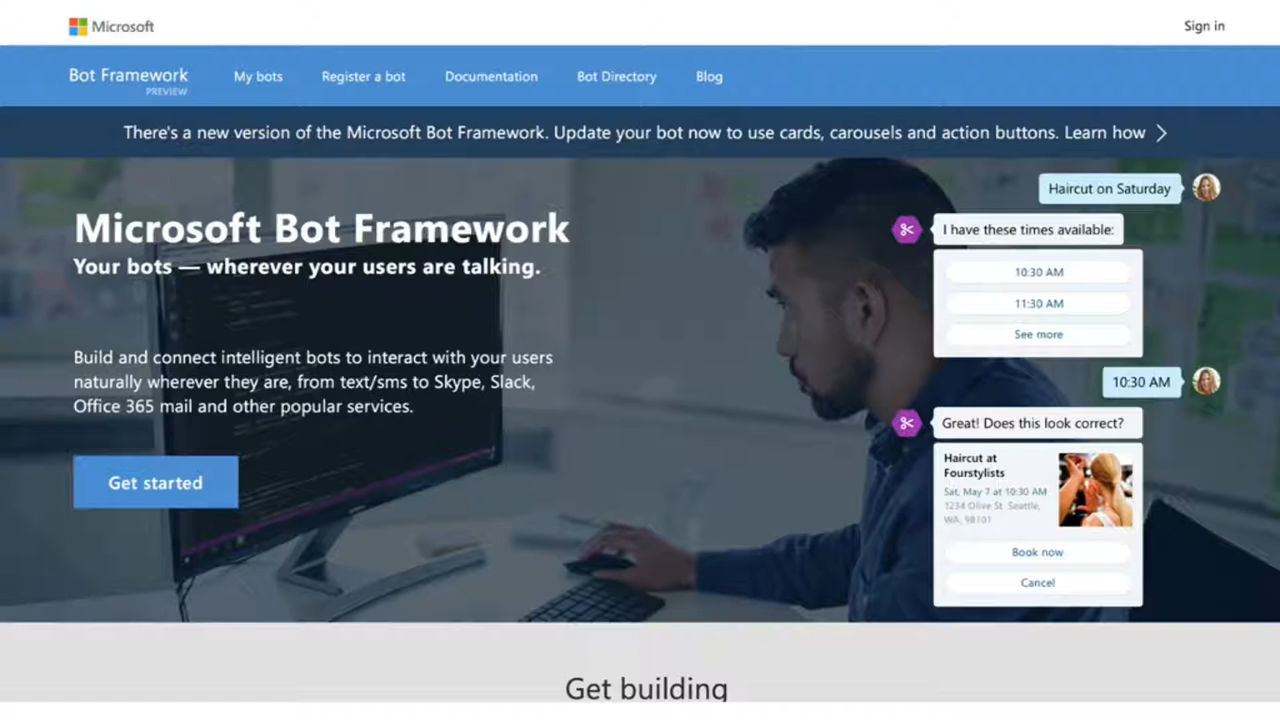 Microsoft
Sign in
Bot Framework
PREVIEW
My bots
Register a bot
Documentation
Bot Directory
Blog
There's a new version of the Microsoft Bot Framework. Update your bot now to use cards, carousels and action buttons. Learn how
Microsoft Bot Framework
Your bots — wherever your users are talking.
Build and connect intelligent bots to interact with your users
naturally wherever they are, from text/sms to Skype, Slack,
Office 365 mail and other popular services.
Get started
Haircut on Saturday
I have these times available:
10:30 AM
11:30 AM
See more
10:30 AM
Great! Does this look correct?
Haircut at
Fourstylists
Sat, May 7 at 10:30 AM
1234 Olive St. Seattle,
WA, 98101
Book now
Cancel
Get building